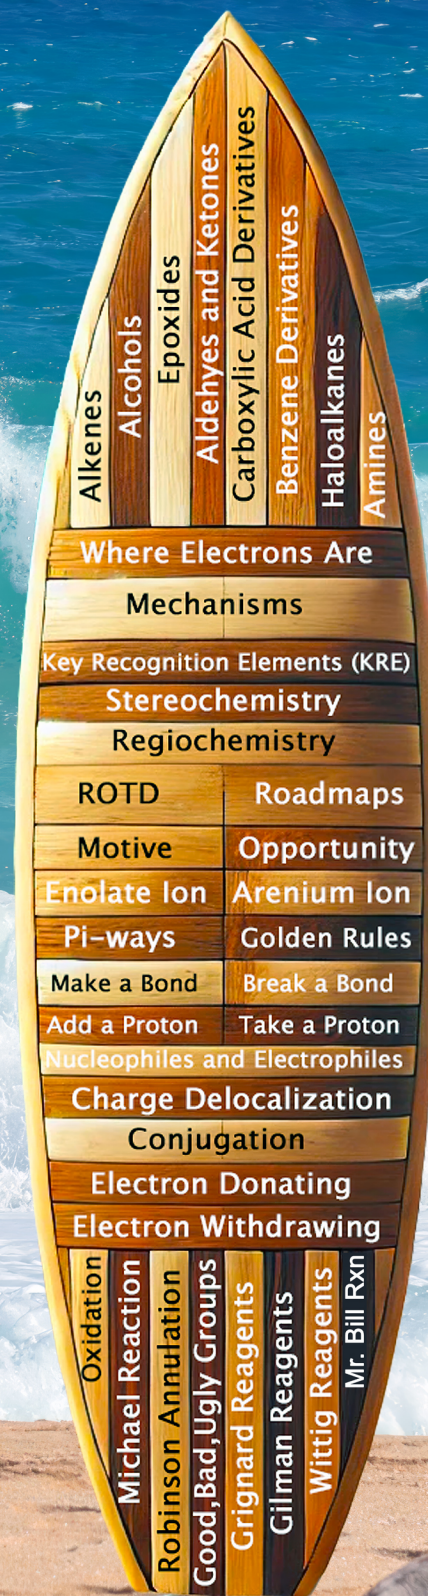 Alkenes
Alcohols
Epoxides
Aldehyes and Ketones
Carboxylic Acid Derivatives
Benzene Derivatives
Haloalkanes
Amines
Where Electrons Are
Mechanisms
Key Recognition Elements (KRE)
Stereochemistry
Regiochemistry
ROTD
Roadmaps
Motive
Opportunity
Enolate Ion
Arenium Ion
Pi-ways
Golden Rules
Make a Bond
Break a Bond
Add a Proton
Take a Proton
Nucleophiles and Electrophiles
Charge Delocalization
Conjugation
Electron Donating
Electron Withdrawing
Oxidation
Michael Reaction
Robinson Annulation
Good,Bad,Ugly Groups
Grignard Reagents
Gilman Reagents
Wittig Reagents
Mr. Bill Rxn